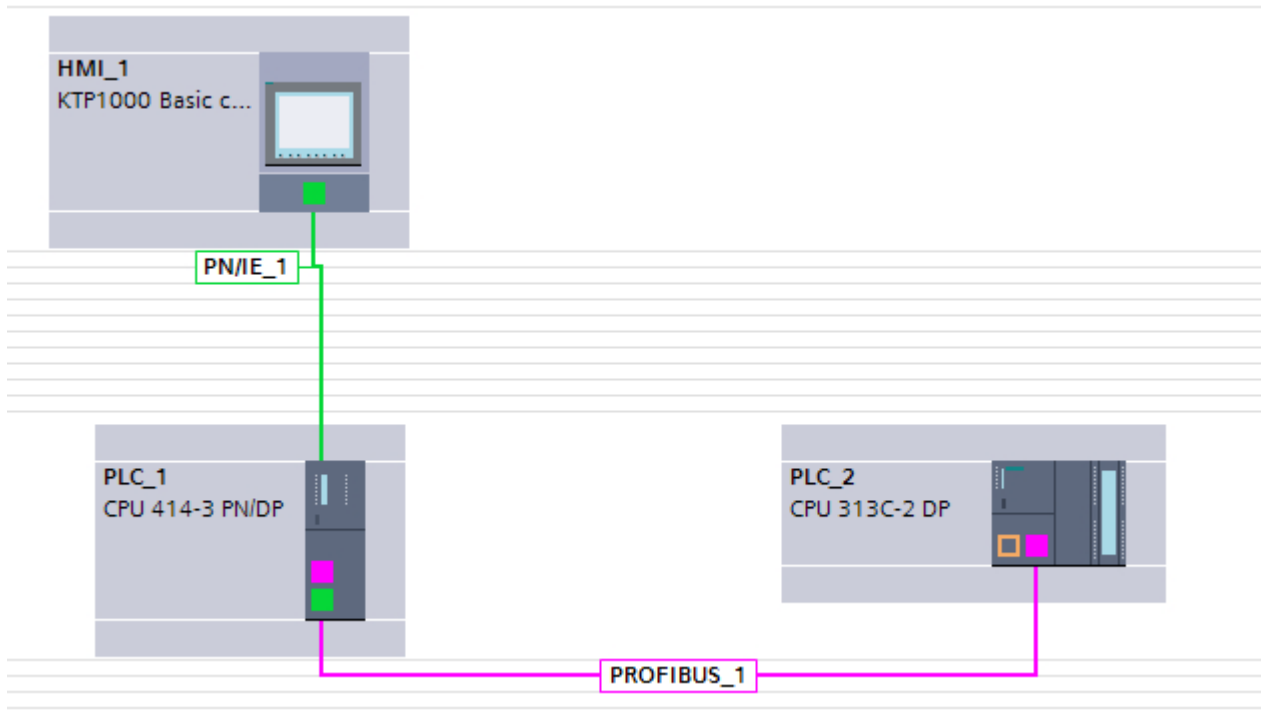 HMI_1
KTP1000 Basic c...
PN/IE_1
PLC_1
CPU 414-3 PN/DP
PLC_2
CPU 313C-2 DP
PROFIBUS_1